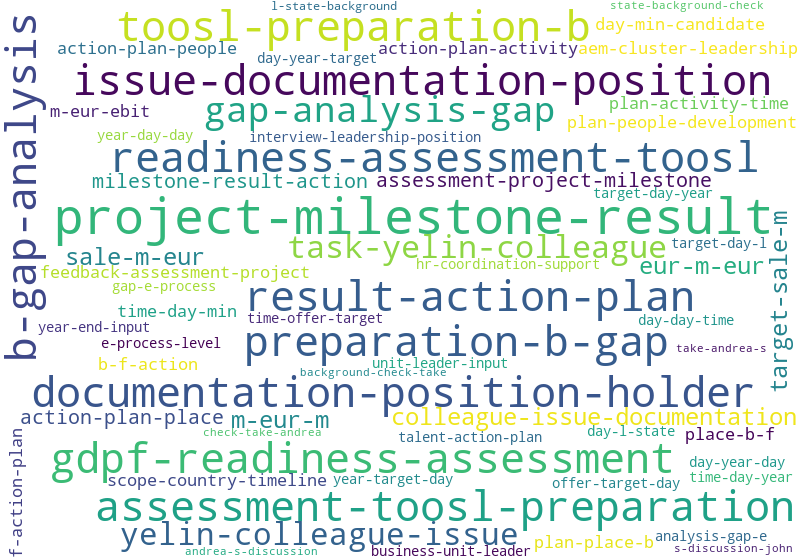 l-state-background
state-background-check
toosl-preparation-b
day-min-candidate
action-plan-people
action-plan-activity
aem-cluster-leadership
day-year-target
issue-documentation-position
b-gap-analysis
m-eur-ebit
gap-analysis-gap
plan-activity-time
plan-people-development
year-day-day
interview-leadership-position
readiness-assessment-toosl
milestone-result-action
assessment-project-milestone
target-day-year
project-milestone-result
target-sale-m
task-yelin-colleague
target-day-l
sale-m-eur
feedback-assessment-project
hr-coordination-support
eur-m-eur
gap-e-process
result-action-plan
time-day-min
time-offer-target
day-day-time
year-end-input
preparation-b-gap
e-process-level
take-andrea-s
b-f-action
unit-leader-input
background-check-take
documentation-position-holder
action-plan-place
m-eur-m
colleague-issue-documentation
check-take-andrea
talent-action-plan
day-l-state
place-b-f
f-action-plan
gdpf-readiness-assessment
day-year-day
scope-country-timeline
year-target-day
offer-target-day
time-day-year
assessment-toosl-preparation
yelin-colleague-issue
plan-place-b
analysis-gap-e
andrea-s-discussion
business-unit-leader
s-discussion-john